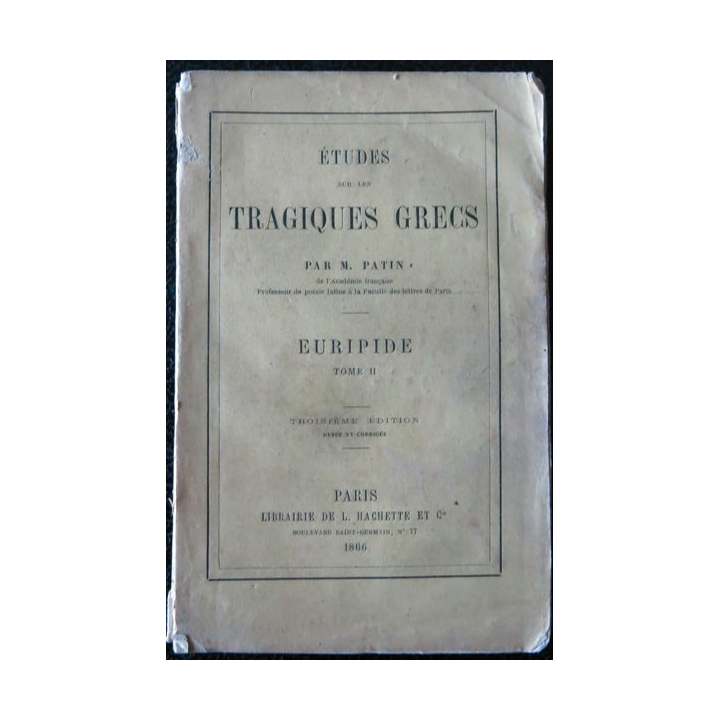 ÉTUDES
SUR LES
TRAGIQUES GRECS
PAR M. PATIN
de l'Académie française
Professeur de poésie latine à la Faculté des lettres de Paris
EURIPIDE
TOME II
TROISIÈME ÉDITION
REVUE ET CORRIGÉE
PARIS
LIBRAIRIE DE L. HACHETTE ET Cie
BOULEVARD SAINT-GERMAIN, Nº 77
1866